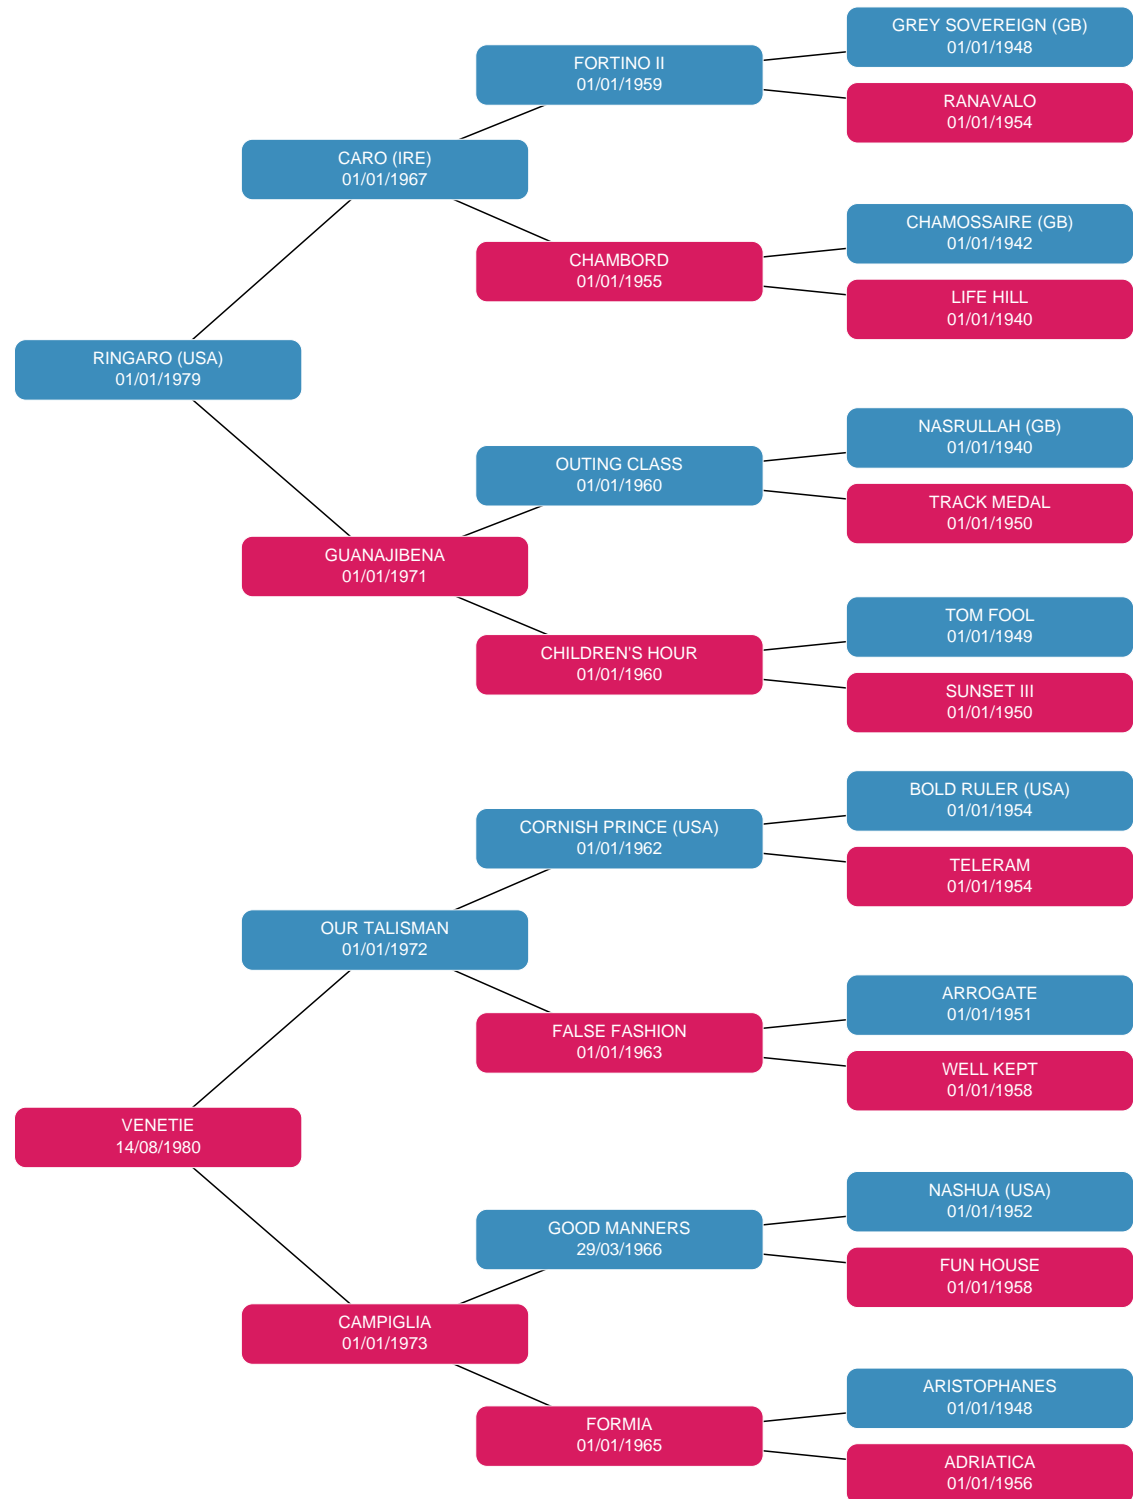 GREY SOVEREIGN (GB)
01/01/1948
FORTINO II
01/01/1959
RANAVALO
01/01/1954
CARO (IRE)
01/01/1967
CHAMOSSAIRE (GB)
01/01/1942
CHAMBORD
01/01/1955
LIFE HILL
01/01/1940
RINGARO (USA)
01/01/1979
NASRULLAH (GB)
01/01/1940
OUTING CLASS
01/01/1960
TRACK MEDAL
01/01/1950
GUANAJIBENA
01/01/1971
TOM FOOL
01/01/1949
CHILDREN'S HOUR
01/01/1960
SUNSET III
01/01/1950
BOLD RULER (USA)
01/01/1954
CORNISH PRINCE (USA)
01/01/1962
TELERAM
01/01/1954
OUR TALISMAN
01/01/1972
ARROGATE
01/01/1951
FALSE FASHION
01/01/1963
WELL KEPT
01/01/1958
VENETIE
14/08/1980
NASHUA (USA)
01/01/1952
GOOD MANNERS
29/03/1966
FUN HOUSE
01/01/1958
CAMPIGLIA
01/01/1973
ARISTOPHANES
01/01/1948
FORMIA
01/01/1965
ADRIATICA
01/01/1956